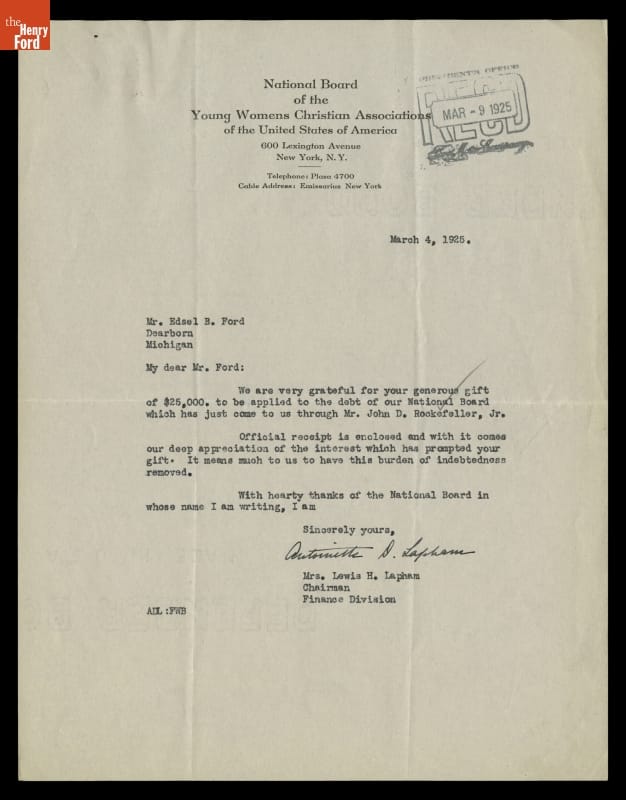 the
Henry
Ford
National Board
of the
Young Womens Christian Associations
of the United States of America
600 Lexington Avenue
New York, N.Y.
Telephone: Plaza 4700
Cable Address: Emissarius New York
PRESIDENT'S OFFICE
REC'D
MAR - 9 1925
Ford Motor Company
March 4, 1925.
Mr. Edsel B. Ford
Dearborn
Michigan
My dear Mr. Ford:
We are very grateful for your generous gift
of $25,000. to be applied to the debt of our National Board
which has just come to us through Mr. John D. Rockefeller, Jr.
Official receipt is enclosed and with it comes
our deep appreciation of the interest which has prompted your
gift. It means much to us to have this burden of indebtedness
removed.
With hearty thanks of the National Board in
whose name I am writing, I am
Sincerely yours,
Antoinette D. Lapham
Mrs. Lewis H. Lapham
Chairman
Finance Division
ADL:FWB